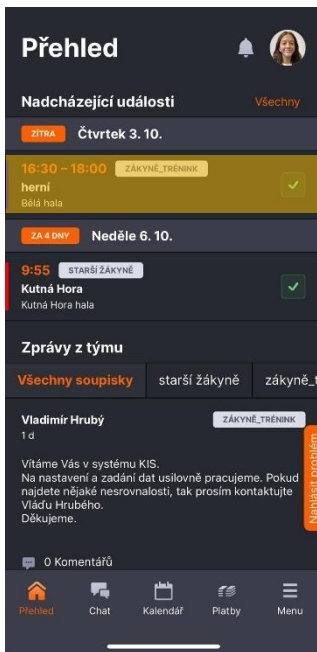 Přehled
Nadcházející události
Všechny
ZÍTRA Čtvrtek 3. 10.
16:30 – 18:00 ZÁKYNĚ_TRÉNINK
herní
Bělá hala
ZA 4 DNY Neděle 6. 10.
9:55 STARŠÍ ŽÁKYNĚ
Kutná Hora
Kutná Hora hala
Zprávy z týmu
Všechny soupisky starší žákyně zákyně_t
Vladimír Hrubý ZÁKYNĚ_TRÉNINK
1 d
Vítáme Vás v systému KIS.
Na nastavení a zadání dat usilovně pracujeme. Pokud
najdete nějaké nesrovnalosti, tak prosím kontaktujte
Vláďu Hrubého.
Děkujeme.
Nahlásit problém
0 Komentářů
Přehled Chat Kalendář Platby Menu